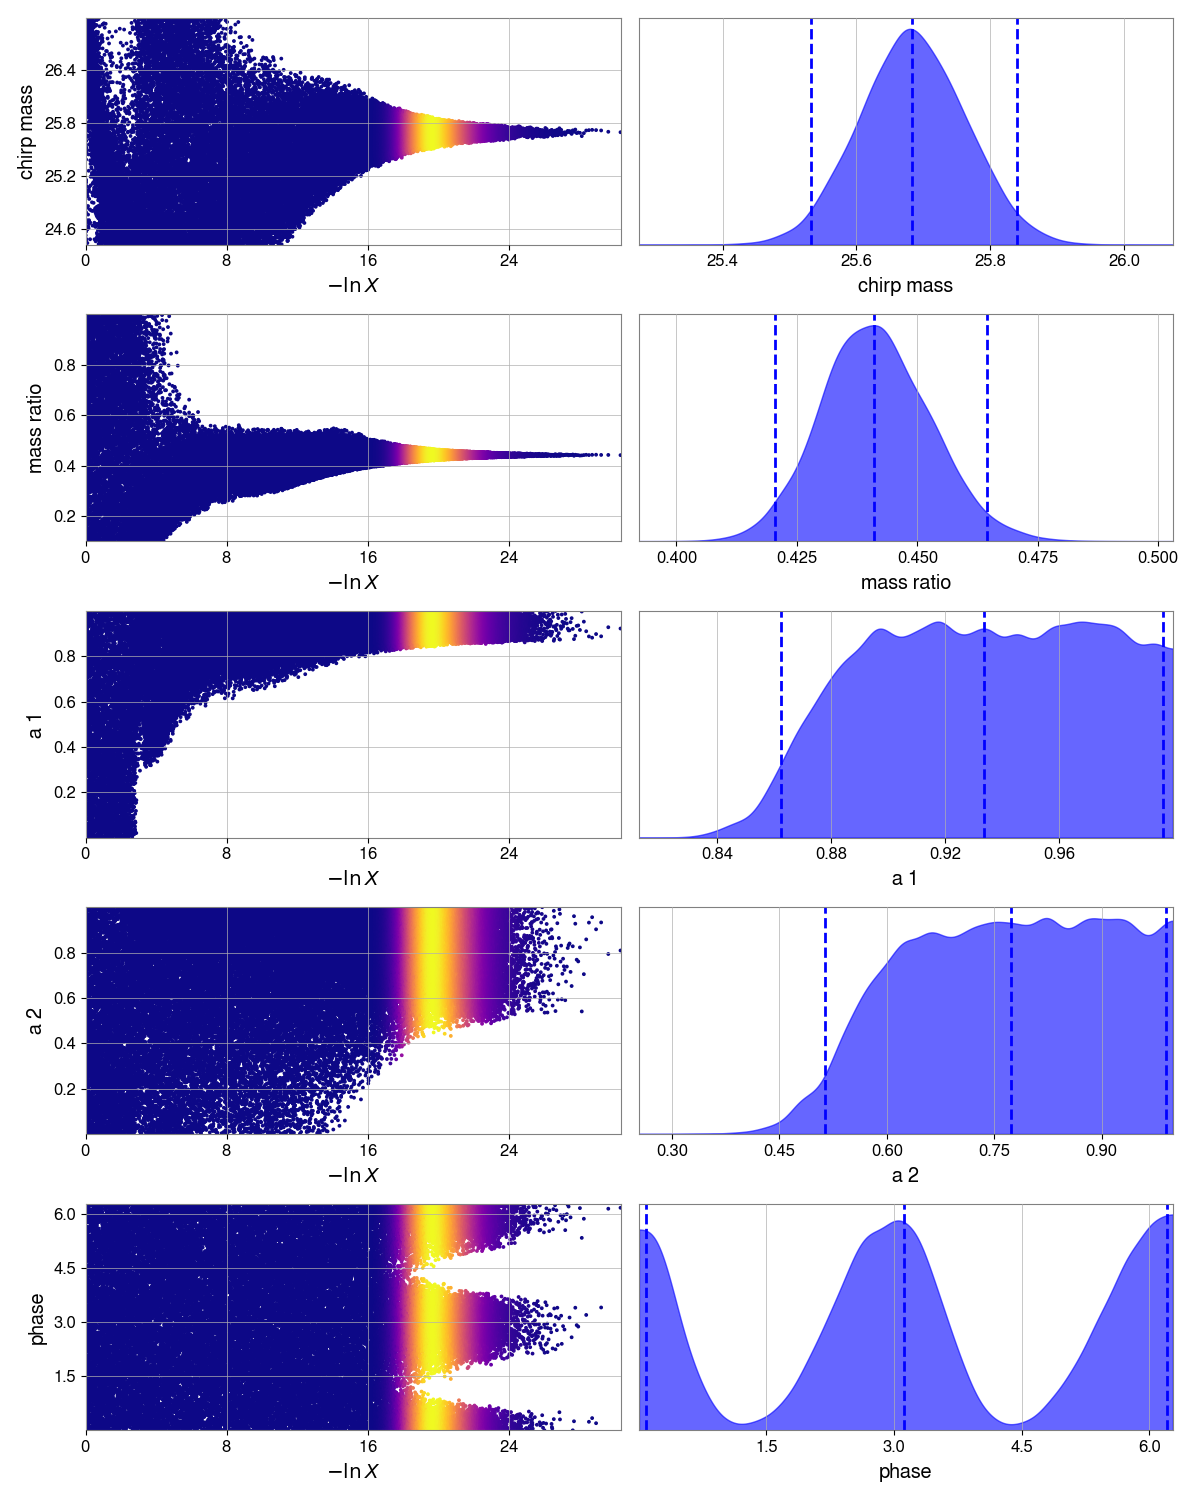 26.4
25.8
25.2
24.6
chirp mass
0 8 16 24
−ln X
25.4 25.6 25.8 26.0
chirp mass
0.8
0.6
0.4
0.2
mass ratio
0 8 16 24
−ln X
0.400 0.425 0.450 0.475 0.500
mass ratio
0.8
0.6
0.4
0.2
a 1
0 8 16 24
−ln X
0.84 0.88 0.92 0.96
a 1
0.8
0.6
0.4
0.2
a 2
0 8 16 24
−ln X
0.30 0.45 0.60 0.75 0.90
a 2
6.0
4.5
3.0
1.5
phase
0 8 16 24
−ln X
1.5 3.0 4.5 6.0
phase